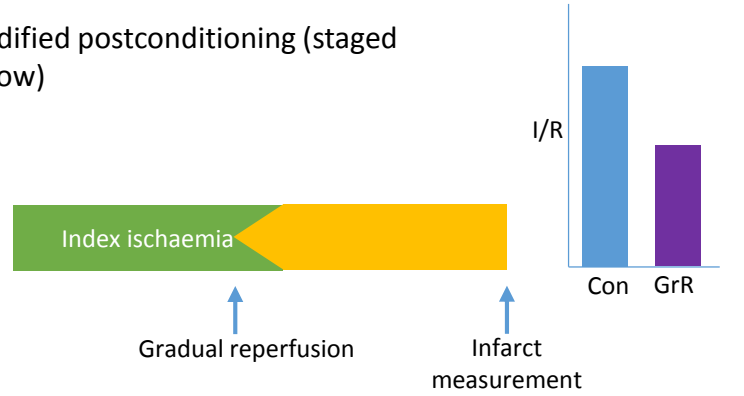 dified postconditioning (staged
ow)
I/R
Index ischaemia
Con GrR
Gradual reperfusion
Infarct
measurement